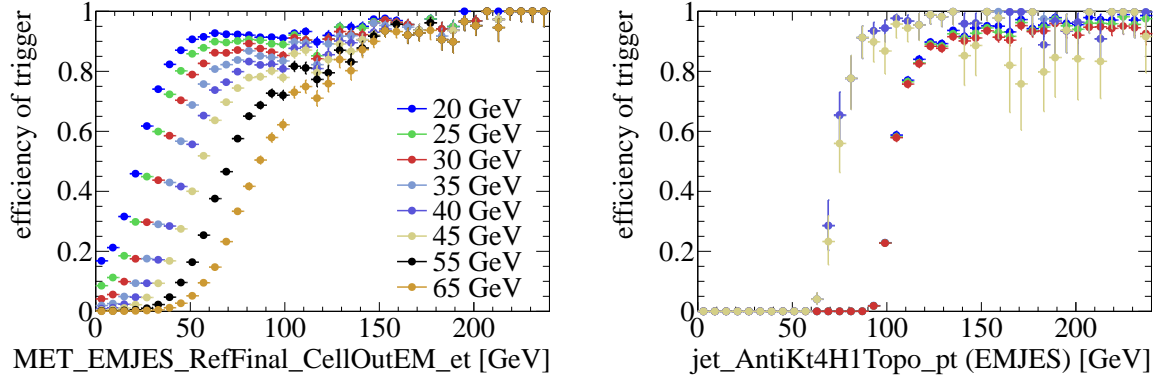 efficiency of trigger
1
0.8
0.6
0.4
0.2
0
0 50 100 150 200
MET_EMJES_RefFinal_CellOutEM_et [GeV]
20 GeV
25 GeV
30 GeV
35 GeV
40 GeV
45 GeV
55 GeV
65 GeV
efficiency of trigger
1
0.8
0.6
0.4
0.2
0
0 50 100 150 200
jet_AntiKt4H1Topo_pt (EMJES) [GeV]